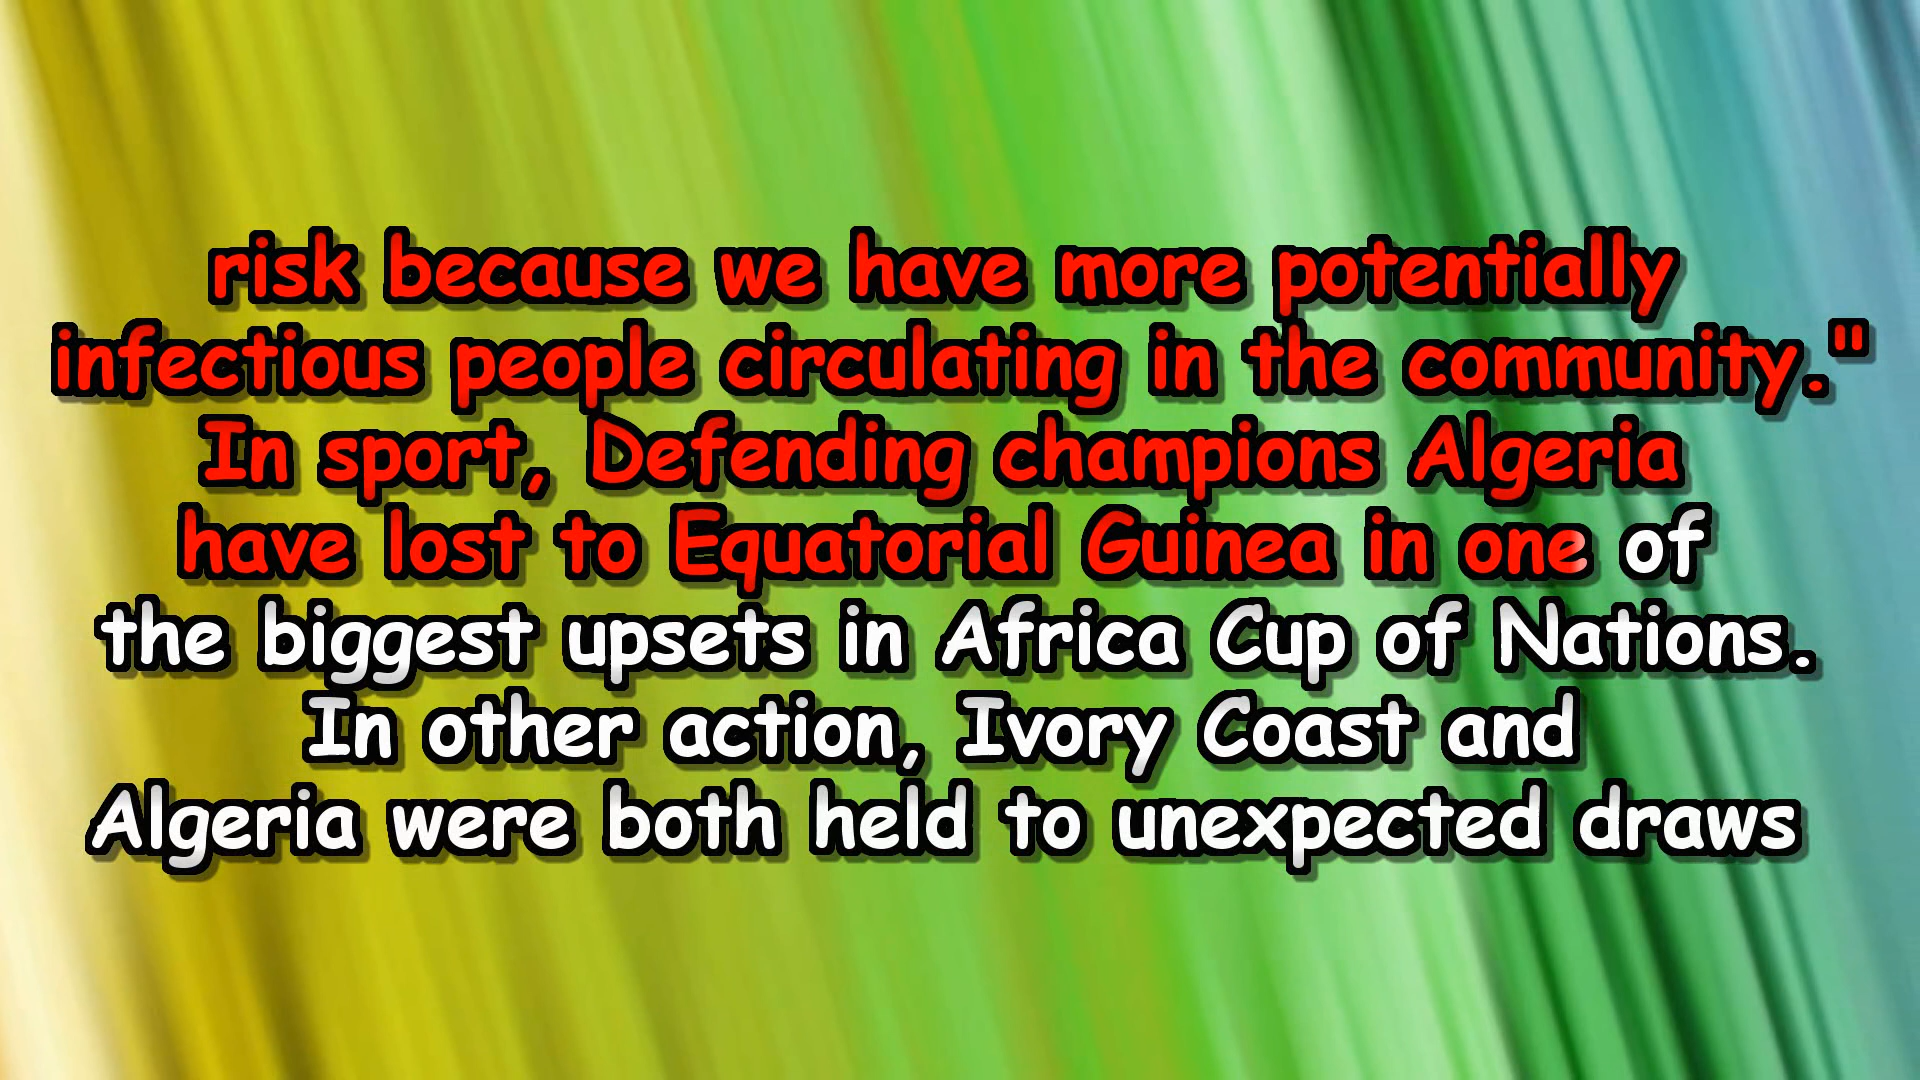 risk because we have more potentially
infectious people circulating in the community."
In sport, Defending champions Algeria
have lost to Equatorial Guinea in one of
the biggest upsets in Africa Cup of Nations.
In other action, Ivory Coast and
Algeria were both held to unexpected draws